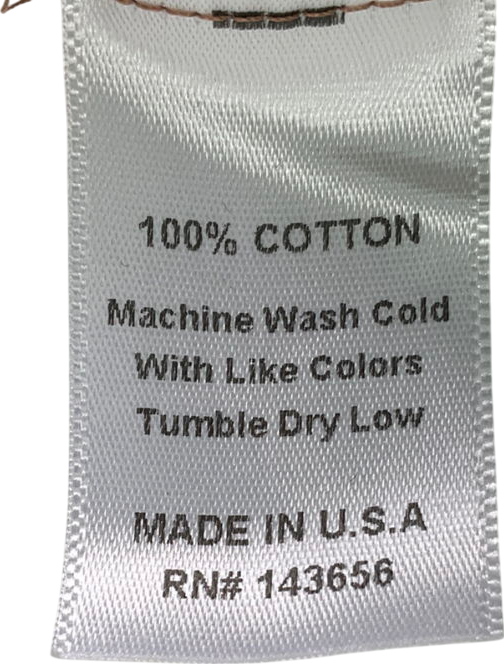 100% COTTON
Machine Wash Cold
With Like Colors
Tumble Dry Low
MADE IN U.S.A
RN# 143656